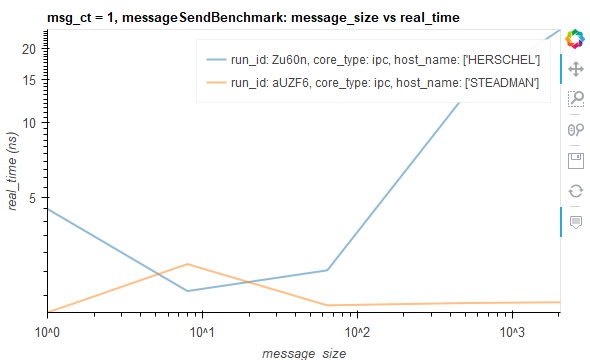 msg_ct = 1, messageSendBenchmark: message_size vs real_time
run_id: Zu60n, core_type: ipc, host_name: ['HERSCHEL']
run_id: aUZF6, core_type: ipc, host_name: ['STEADMAN']
real_time (ns)
20
15
10
5
10^0
10^1
10^2
10^3
message_size